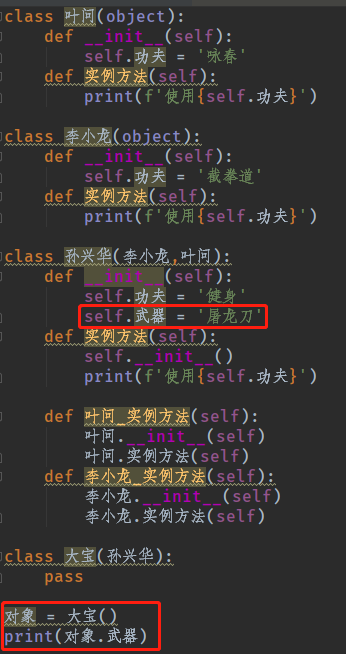 class 叶问(object):
    def __init__(self):
        self.功夫 = '咏春'
    def 实例方法(self):
        print(f'使用{self.功夫}')
class 李小龙(object):
    def __init__(self):
        self.功夫 = '截拳道'
    def 实例方法(self):
        print(f'使用{self.功夫}')
class 孙兴华(李小龙,叶问):
    def __init__(self):
        self.功夫 = '健身'
        self.武器 = '屠龙刀'
    def 实例方法(self):
        self.__init__()
        print(f'使用{self.功夫}')
    def 叶问_实例方法(self):
        叶问.__init__(self)
        叶问.实例方法(self)
    def 李小龙_实例方法(self):
        李小龙.__init__(self)
        李小龙.实例方法(self)
class 大宝(孙兴华):
    pass
对象 = 大宝()
print(对象.武器)